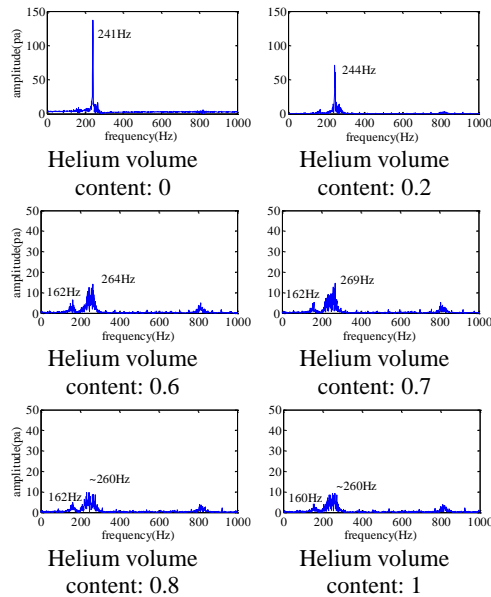 150
100
50
0
amplitude(pa)
241Hz
0 200 400 600 800 1000
frequency(Hz)
Helium volume
content: 0
150
100
50
0
244Hz
0 200 400 600 800 1000
frequency(Hz)
Helium volume
content: 0.2
50
40
30
20
10
0
amplitude(pa)
162Hz
264Hz
0 200 400 600 800 1000
frequency(Hz)
Helium volume
content: 0.6
50
40
30
20
10
0
162Hz
269Hz
0 200 400 600 800 1000
frequency(Hz)
Helium volume
content: 0.7
50
40
30
20
10
0
amplitude(pa)
162Hz
~260Hz
0 200 400 600 800 1000
frequency(Hz)
Helium volume
content: 0.8
50
40
30
20
10
0
160Hz
~260Hz
0 200 400 600 800 1000
frequency(Hz)
Helium volume
content: 1